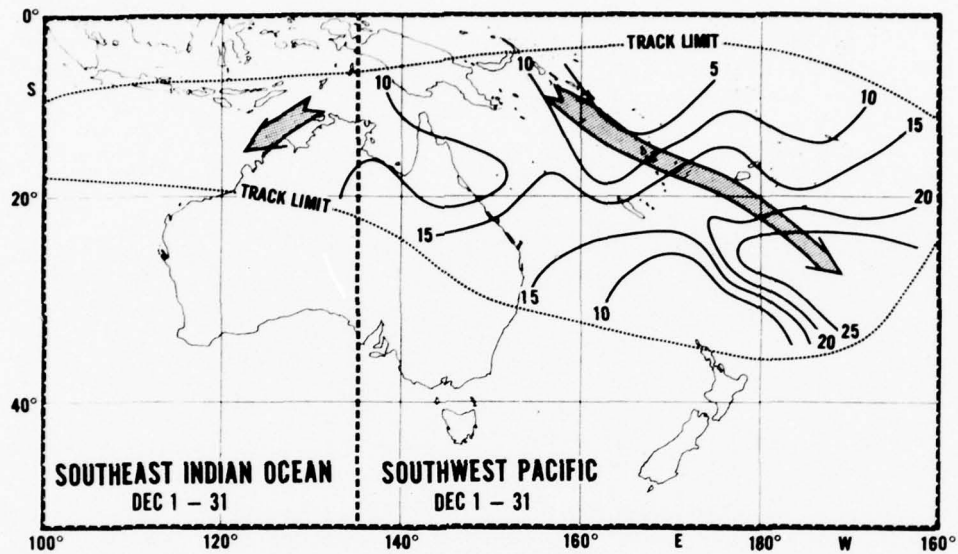 0°
S
20°
40°
TRACK LIMIT
TRACK LIMIT
10
10
5
10
15
20
15
15
10
25
20
SOUTHEAST INDIAN OCEAN
DEC 1 – 31
SOUTHWEST PACIFIC
DEC 1 – 31
100°
120°
140°
160°
E
180°
W
160°